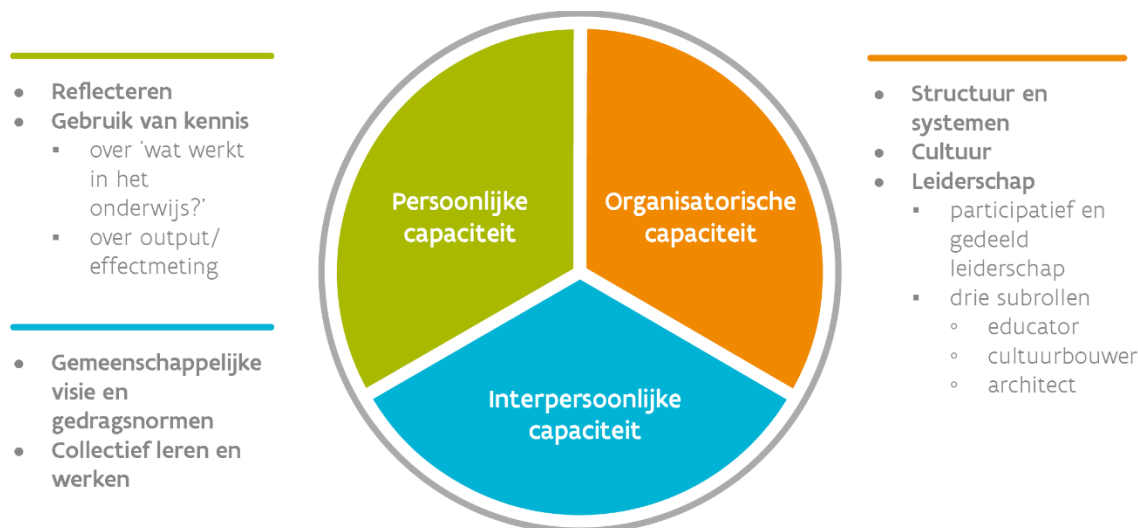 • Reflecteren
• Gebruik van kennis
▪ over ‘wat werkt
in het
onderwijs?’
▪ over output/
effectmeting
• Gemeenschappelijke
visie en
gedragsnormen
• Collectief leren en
werken
Persoonlijke
capaciteit
Organisatorische
capaciteit
Interpersoonlijke
capaciteit
• Structuur en
systemen
• Cultuur
• Leiderschap
▪ participatief en
gedeeld
leiderschap
▪ drie subrollen
◦ educator
◦ cultuurbouwer
◦ architect